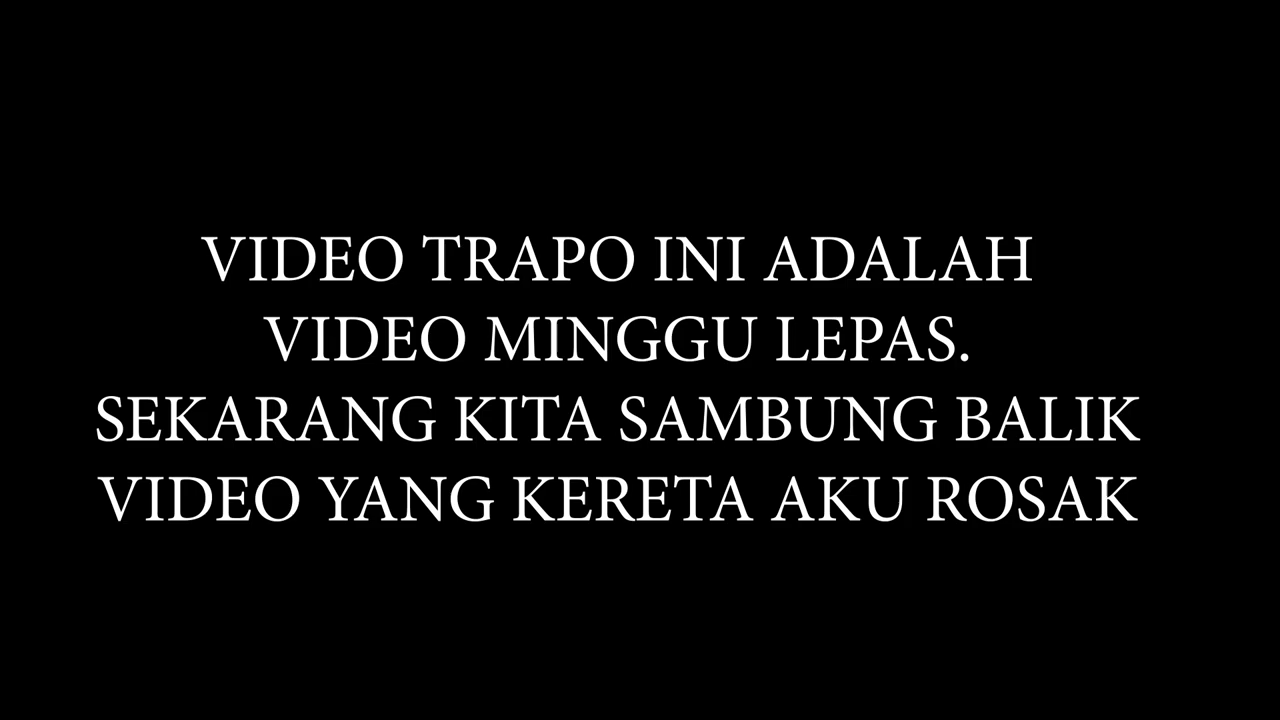 VIDEO TRAPO INI ADALAH
VIDEO MINGGU LEPAS.
SEKARANG KITA SAMBUNG BALIK
VIDEO YANG KERETA AKU ROSAK